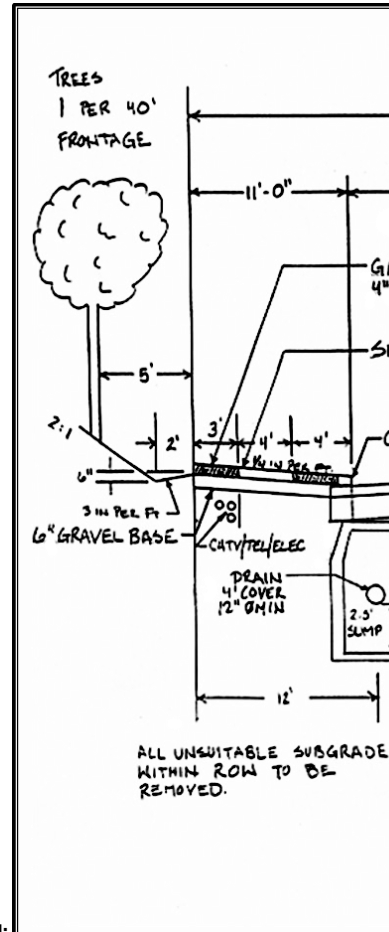 TREES
1 PER 40'
FRONTAGE
11'-0"
4"
5'
2:1
2'
3'
4'
4'
1/4 IN PER FT.
6"
3 IN PER FT
6" GRAVEL BASE
CATV/TEL/ELEC
DRAIN
4' COVER
12" Ø MIN
2.5'
SUMP
12'
ALL UNSUITABLE SUBGRADE
WITHIN ROW TO BE
REMOVED.